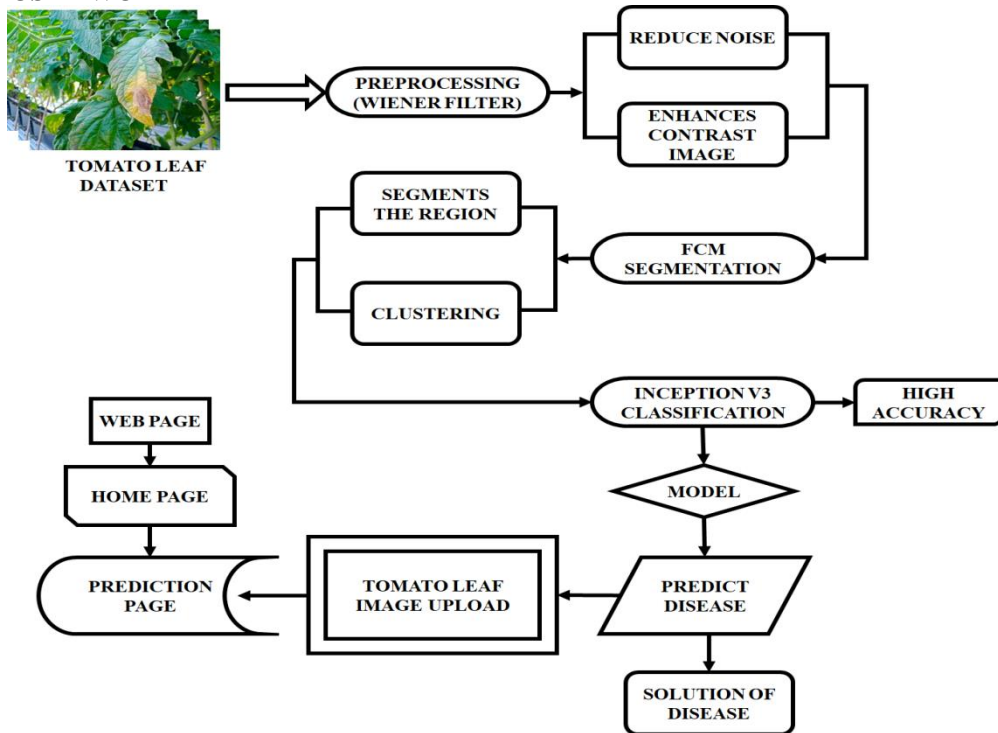 REDUCE NOISE
PREPROCESSING
(WIENER FILTER)
ENHANCES
CONTRAST
IMAGE
TOMATO LEAF
DATASET
SEGMENTS
THE REGION
FCM
SEGMENTATION
CLUSTERING
INCEPTION V3
CLASSIFICATION
HIGH
ACCURACY
WEB PAGE
HOME PAGE
MODEL
PREDICTION
PAGE
TOMATO LEAF
IMAGE UPLOAD
PREDICT
DISEASE
SOLUTION OF
DISEASE